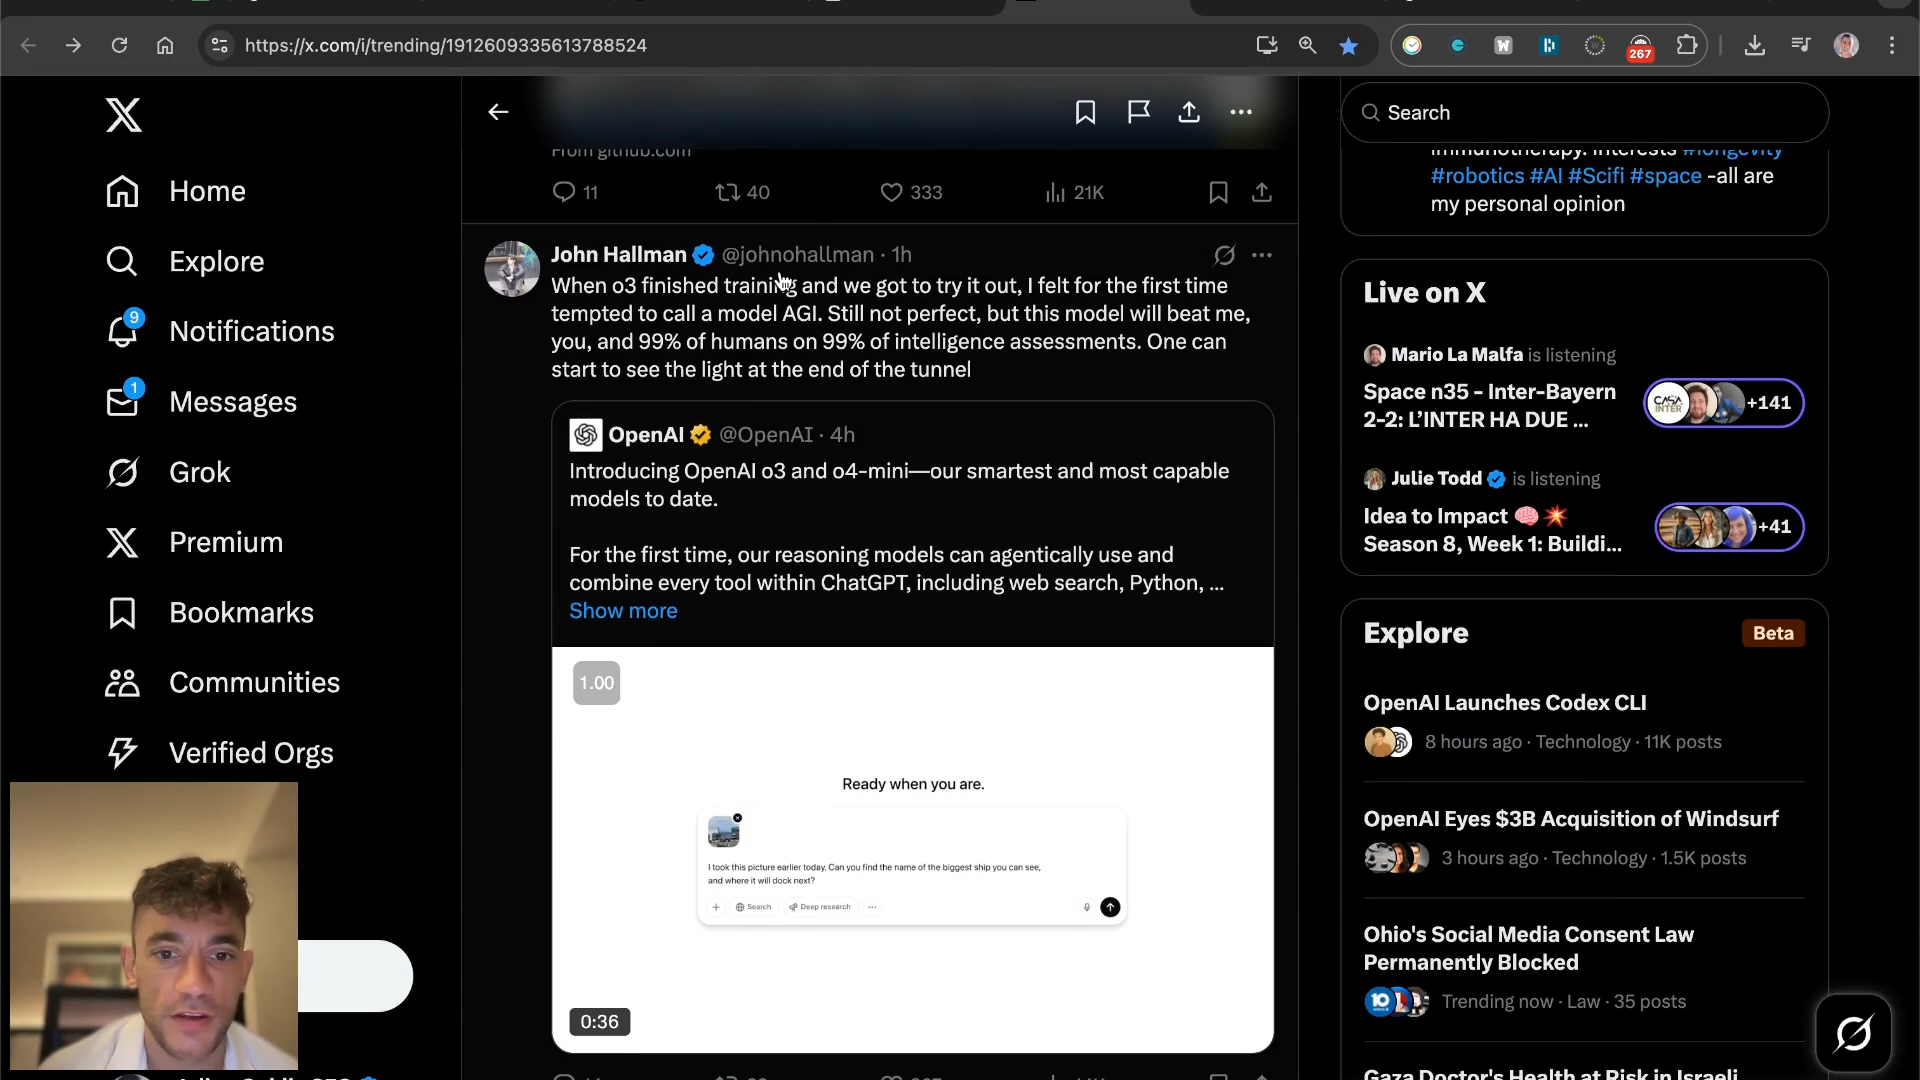 https://x.com/i/trending/1912609335613788524
267
Home
Explore
9
Notifications
1
Messages
Grok
Premium
Bookmarks
Communities
Verified Orgs
From github.com
11
40
333
21K
John Hallman @johnohallman · 1h
When o3 finished training and we got to try it out, I felt for the first time
tempted to call a model AGI. Still not perfect, but this model will beat me,
you, and 99% of humans on 99% of intelligence assessments. One can
start to see the light at the end of the tunnel
OpenAI @OpenAI · 4h
Introducing OpenAI o3 and o4-mini—our smartest and most capable
models to date.
For the first time, our reasoning models can agentically use and
combine every tool within ChatGPT, including web search, Python, ...
Show more
1.00
Ready when you are.
I took this picture earlier today. Can you find the name of the biggest ship you can see,
and where it will dock next?
Search
Deep research
0:36
Search
immunotherapy. Interests #longevity
#robotics #AI #Scifi #space -all are
my personal opinion
Live on X
Mario La Malfa is listening
Space n35 - Inter-Bayern
2-2: L'INTER HA DUE ...
CASA
INTER
+141
Julie Todd is listening
Idea to Impact 🧠 💥
Season 8, Week 1: Buildi...
+41
Explore
Beta
OpenAI Launches Codex CLI
8 hours ago · Technology · 11K posts
OpenAI Eyes $3B Acquisition of Windsurf
3 hours ago · Technology · 1.5K posts
Ohio's Social Media Consent Law
Permanently Blocked
10
Trending now · Law · 35 posts
Gaza Doctor's Health at Risk in Israeli